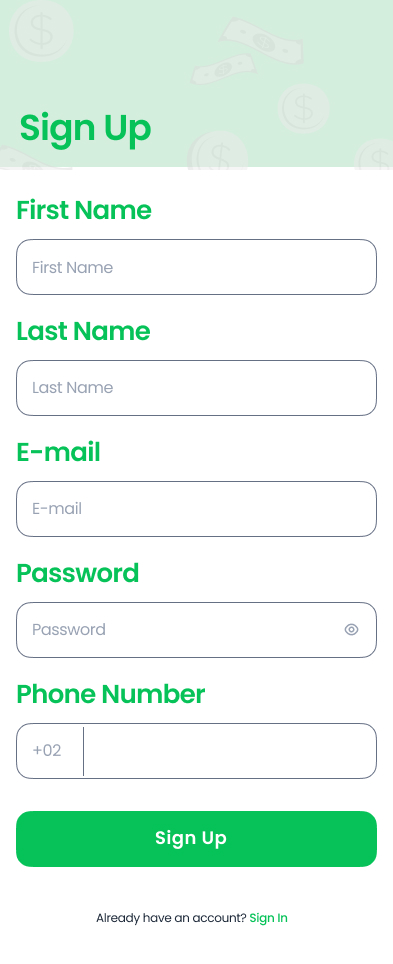 Sign Up
First Name
First Name
Last Name
Last Name
E-mail
E-mail
Password
Password
Phone Number
+02
Sign Up
Already have an account? Sign In